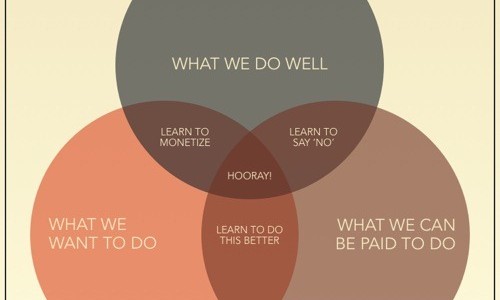 WHAT WE DO WELL
LEARN TO
MONETIZE
LEARN TO
SAY 'NO'
HOORAY!
WHAT WE
WANT TO DO
LEARN TO DO
THIS BETTER
WHAT WE CAN
BE PAID TO DO